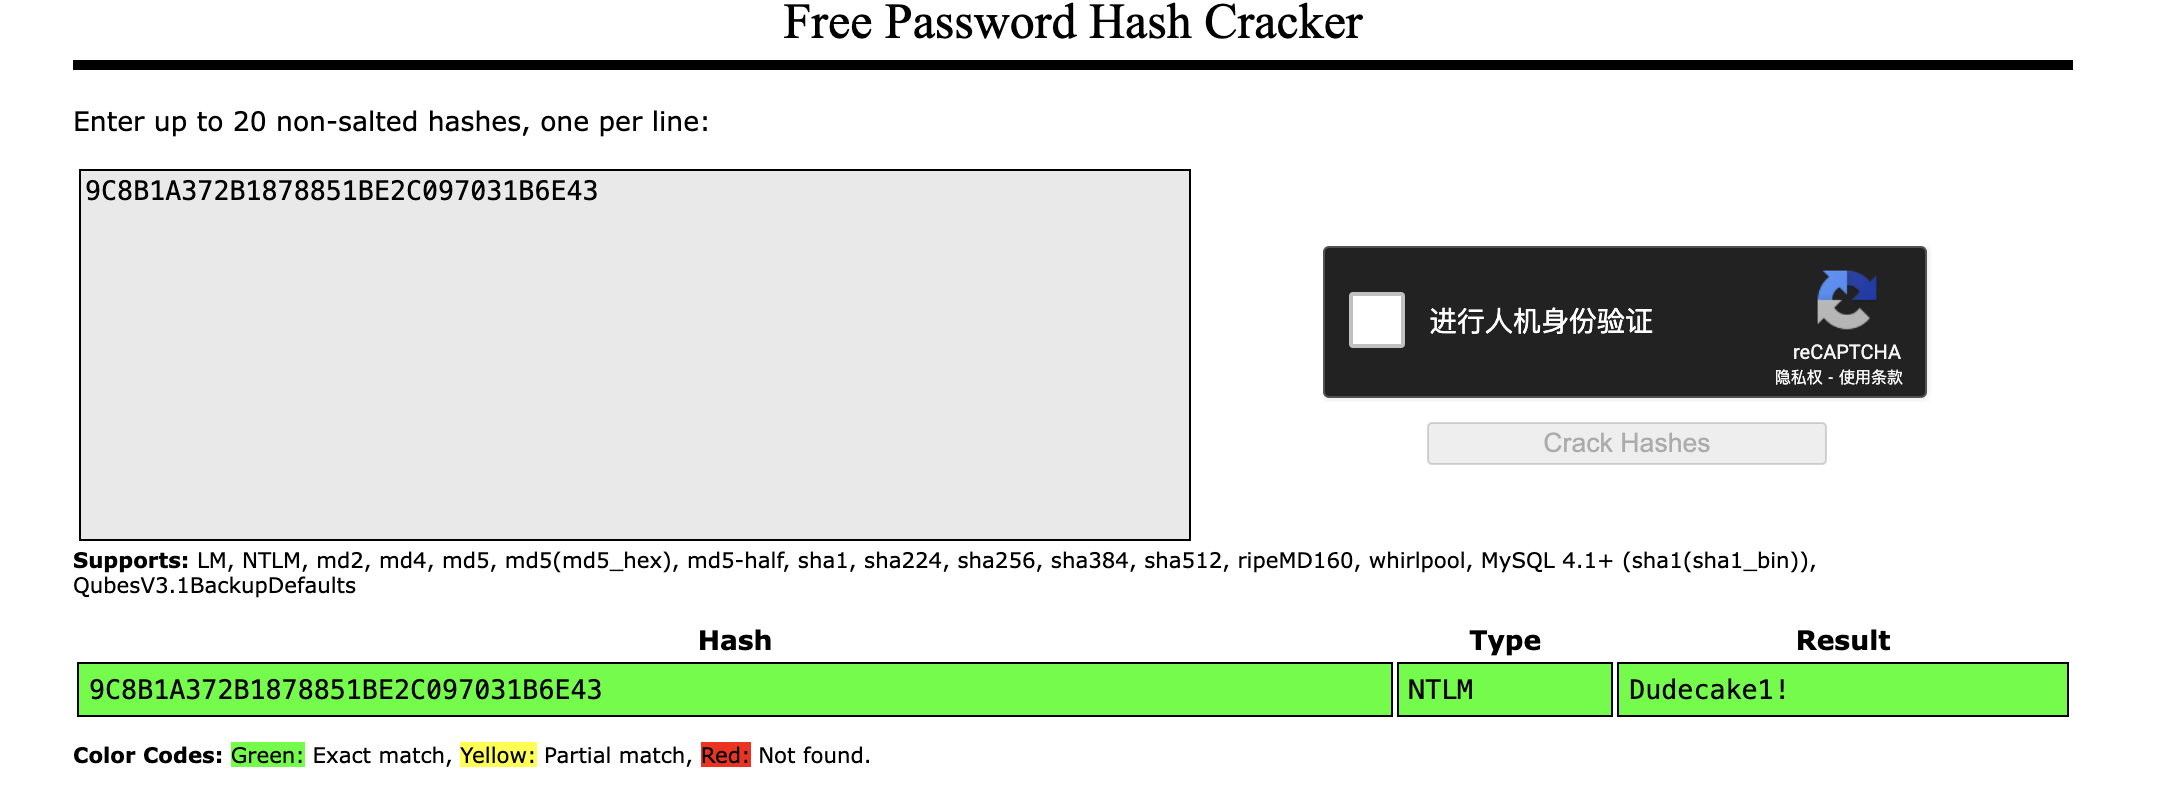 Free Password Hash Cracker
Enter up to 20 non-salted hashes, one per line:
9C8B1A372B1878851BE2C097031B6E43
进行人机身份验证
reCAPTCHA
隐私权 - 使用条款
Crack Hashes
Supports: LM, NTLM, md2, md4, md5, md5(md5_hex), md5-half, sha1, sha224, sha256, sha384, sha512, ripeMD160, whirlpool, MySQL 4.1+ (sha1(sha1_bin)),
QubesV3.1BackupDefaults
Hash Type Result
9C8B1A372B1878851BE2C097031B6E43 NTLM Dudecake1!
Color Codes: Green: Exact match, Yellow: Partial match, Red: Not found.